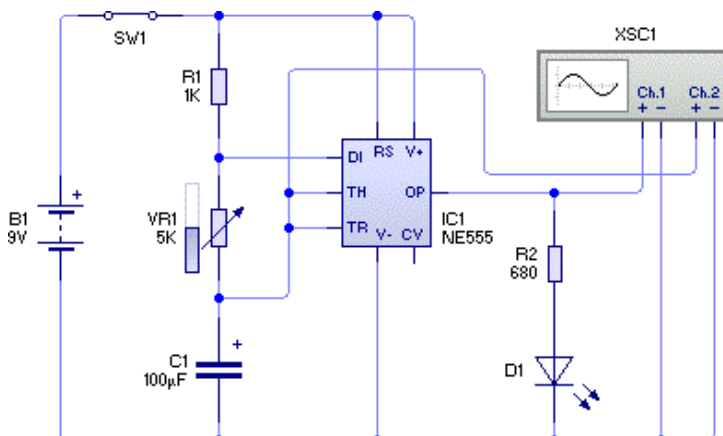 SW1
XSC1
R1
1K
Ch.1 Ch.2
+ − + −
DI
RS V+
TH
OP
TR
V- CV
IC1
NE555
B1
9V
+
VR1
5K
R2
680
C1
100µF
+
D1